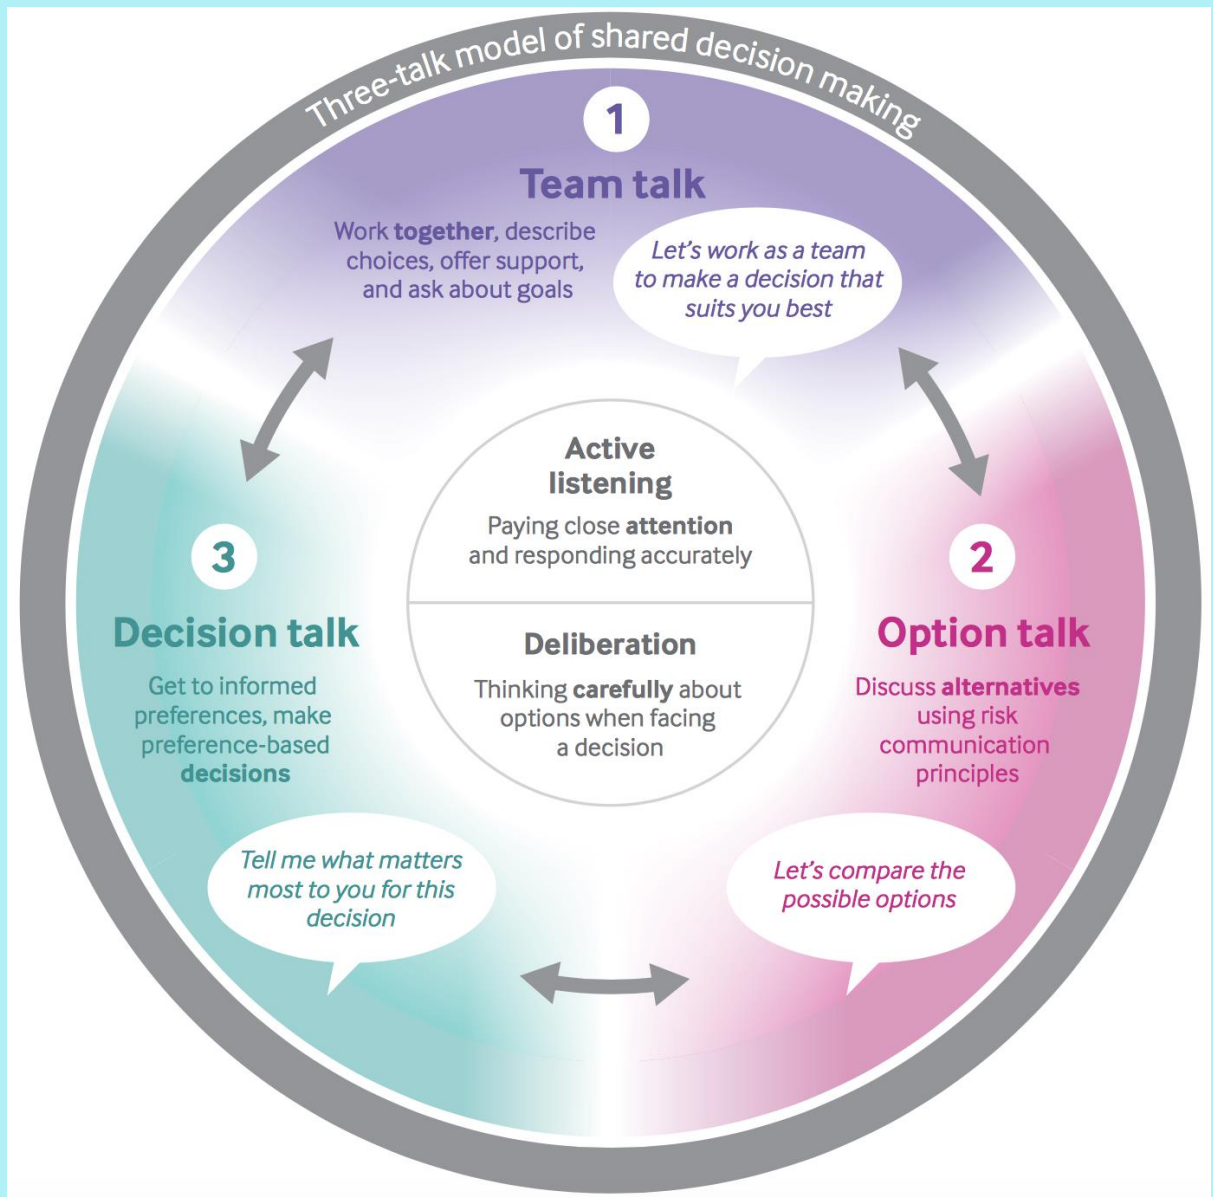 Three-talk model of shared decision making
1
Team talk
Work together, describe
choices, offer support,
and ask about goals
Let's work as a team
to make a decision that
suits you best
Active
listening
Paying close attention
and responding accurately
Deliberation
Thinking carefully about
options when facing
a decision
2
Option talk
Discuss alternatives
using risk
communication
principles
Let's compare the
possible options
3
Decision talk
Get to informed
preferences, make
preference-based
decisions
Tell me what matters
most to you for this
decision